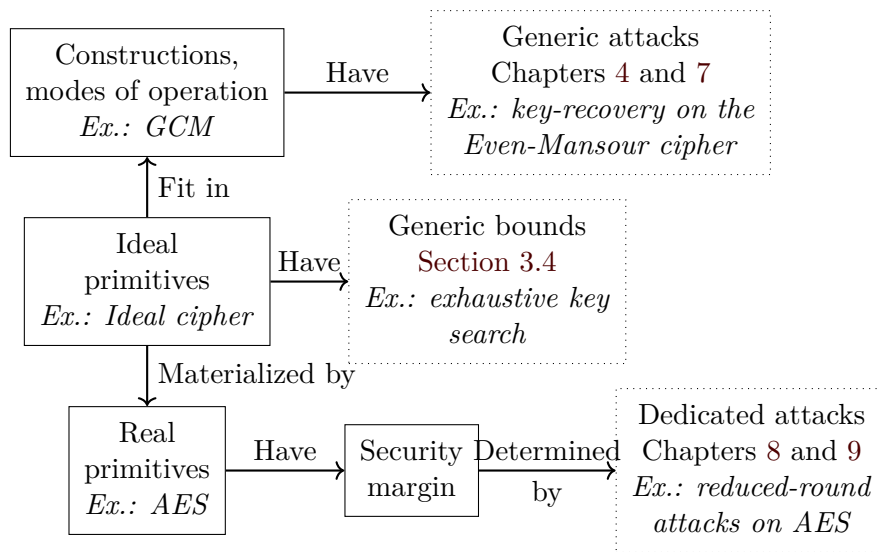 Constructions,
modes of operation
Ex.: GCM
Have
Generic attacks
Chapters 4 and 7
Ex.: key-recovery on the
Even-Mansour cipher
Fit in
Ideal
primitives
Ex.: Ideal cipher
Have
Generic bounds
Section 3.4
Ex.: exhaustive key
search
Materialized by
Real
primitives
Ex.: AES
Have
Security
margin
Determined
by
Dedicated attacks
Chapters 8 and 9
Ex.: reduced-round
attacks on AES